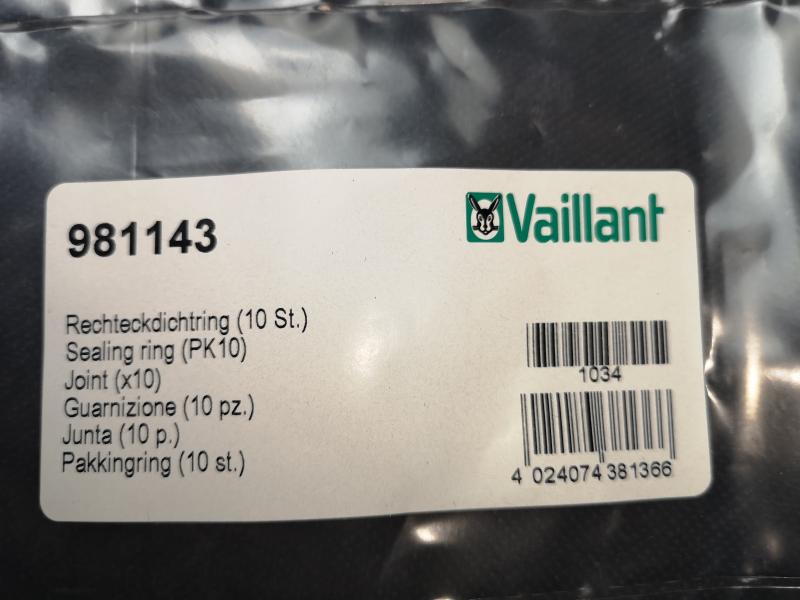 981143
Vaillant
Rechteckdichtring (10 St.)
Sealing ring (PK10)
Joint (x10)
Guarnizione (10 pz.)
Junta (10 p.)
Pakkingring (10 st.)
1034
4 024074 381366